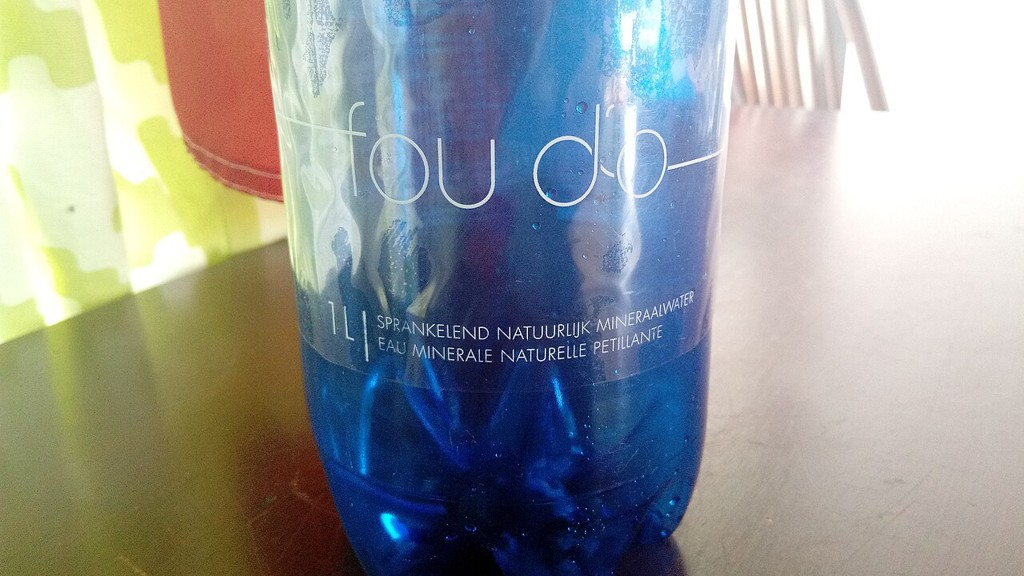 fou d'o
1L
SPRANKELEND NATUURLIJK MINERAALWATER
EAU MINERALE NATURELLE PETILLANTE